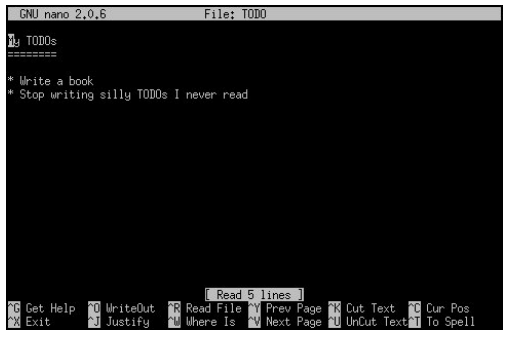 GNU nano 2.0.6 File: TODO
My TODOs
========
* Write a book
* Stop writing silly TODOs I never read
[ Read 5 lines ]
^G Get Help ^O WriteOut ^R Read File ^Y Prev Page ^K Cut Text ^C Cur Pos
^X Exit ^J Justify ^W Where Is ^V Next Page ^U UnCut Text ^T To Spell